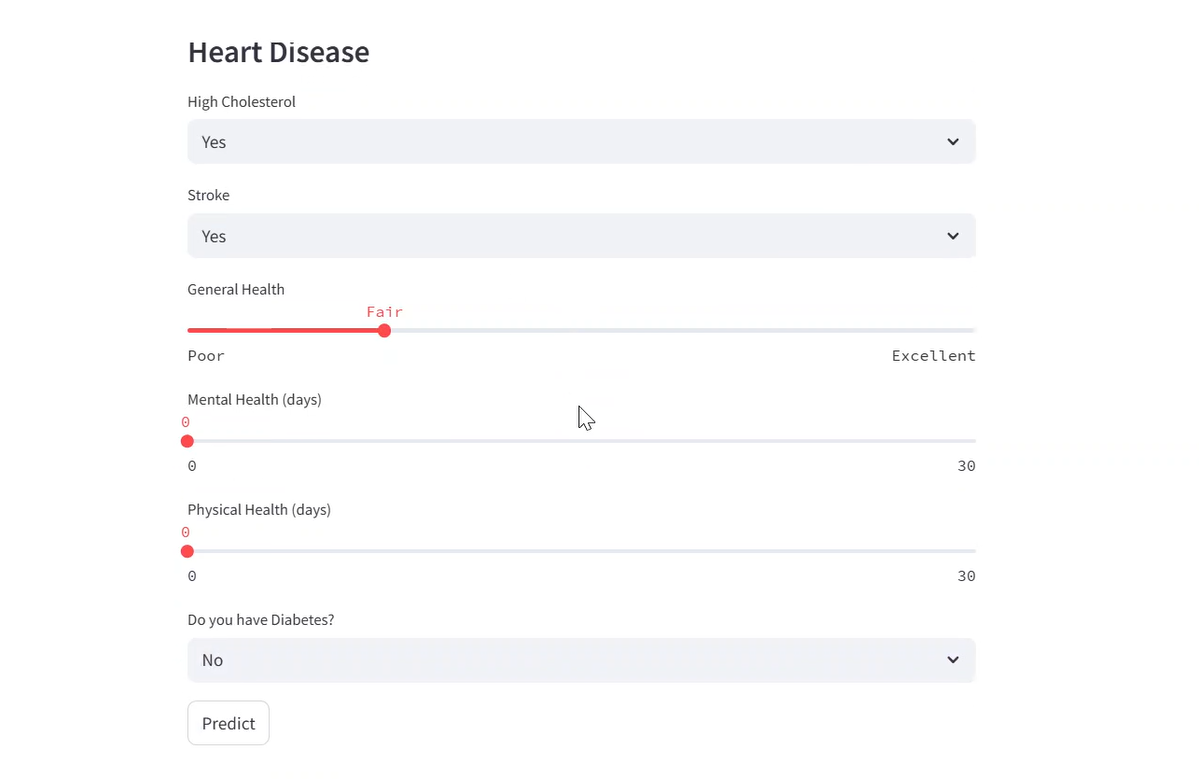 Heart Disease
High Cholesterol
Yes
Stroke
Yes
General Health
Fair
Poor Excellent
Mental Health (days)
0
0 30
Physical Health (days)
0
0 30
Do you have Diabetes?
No
Predict